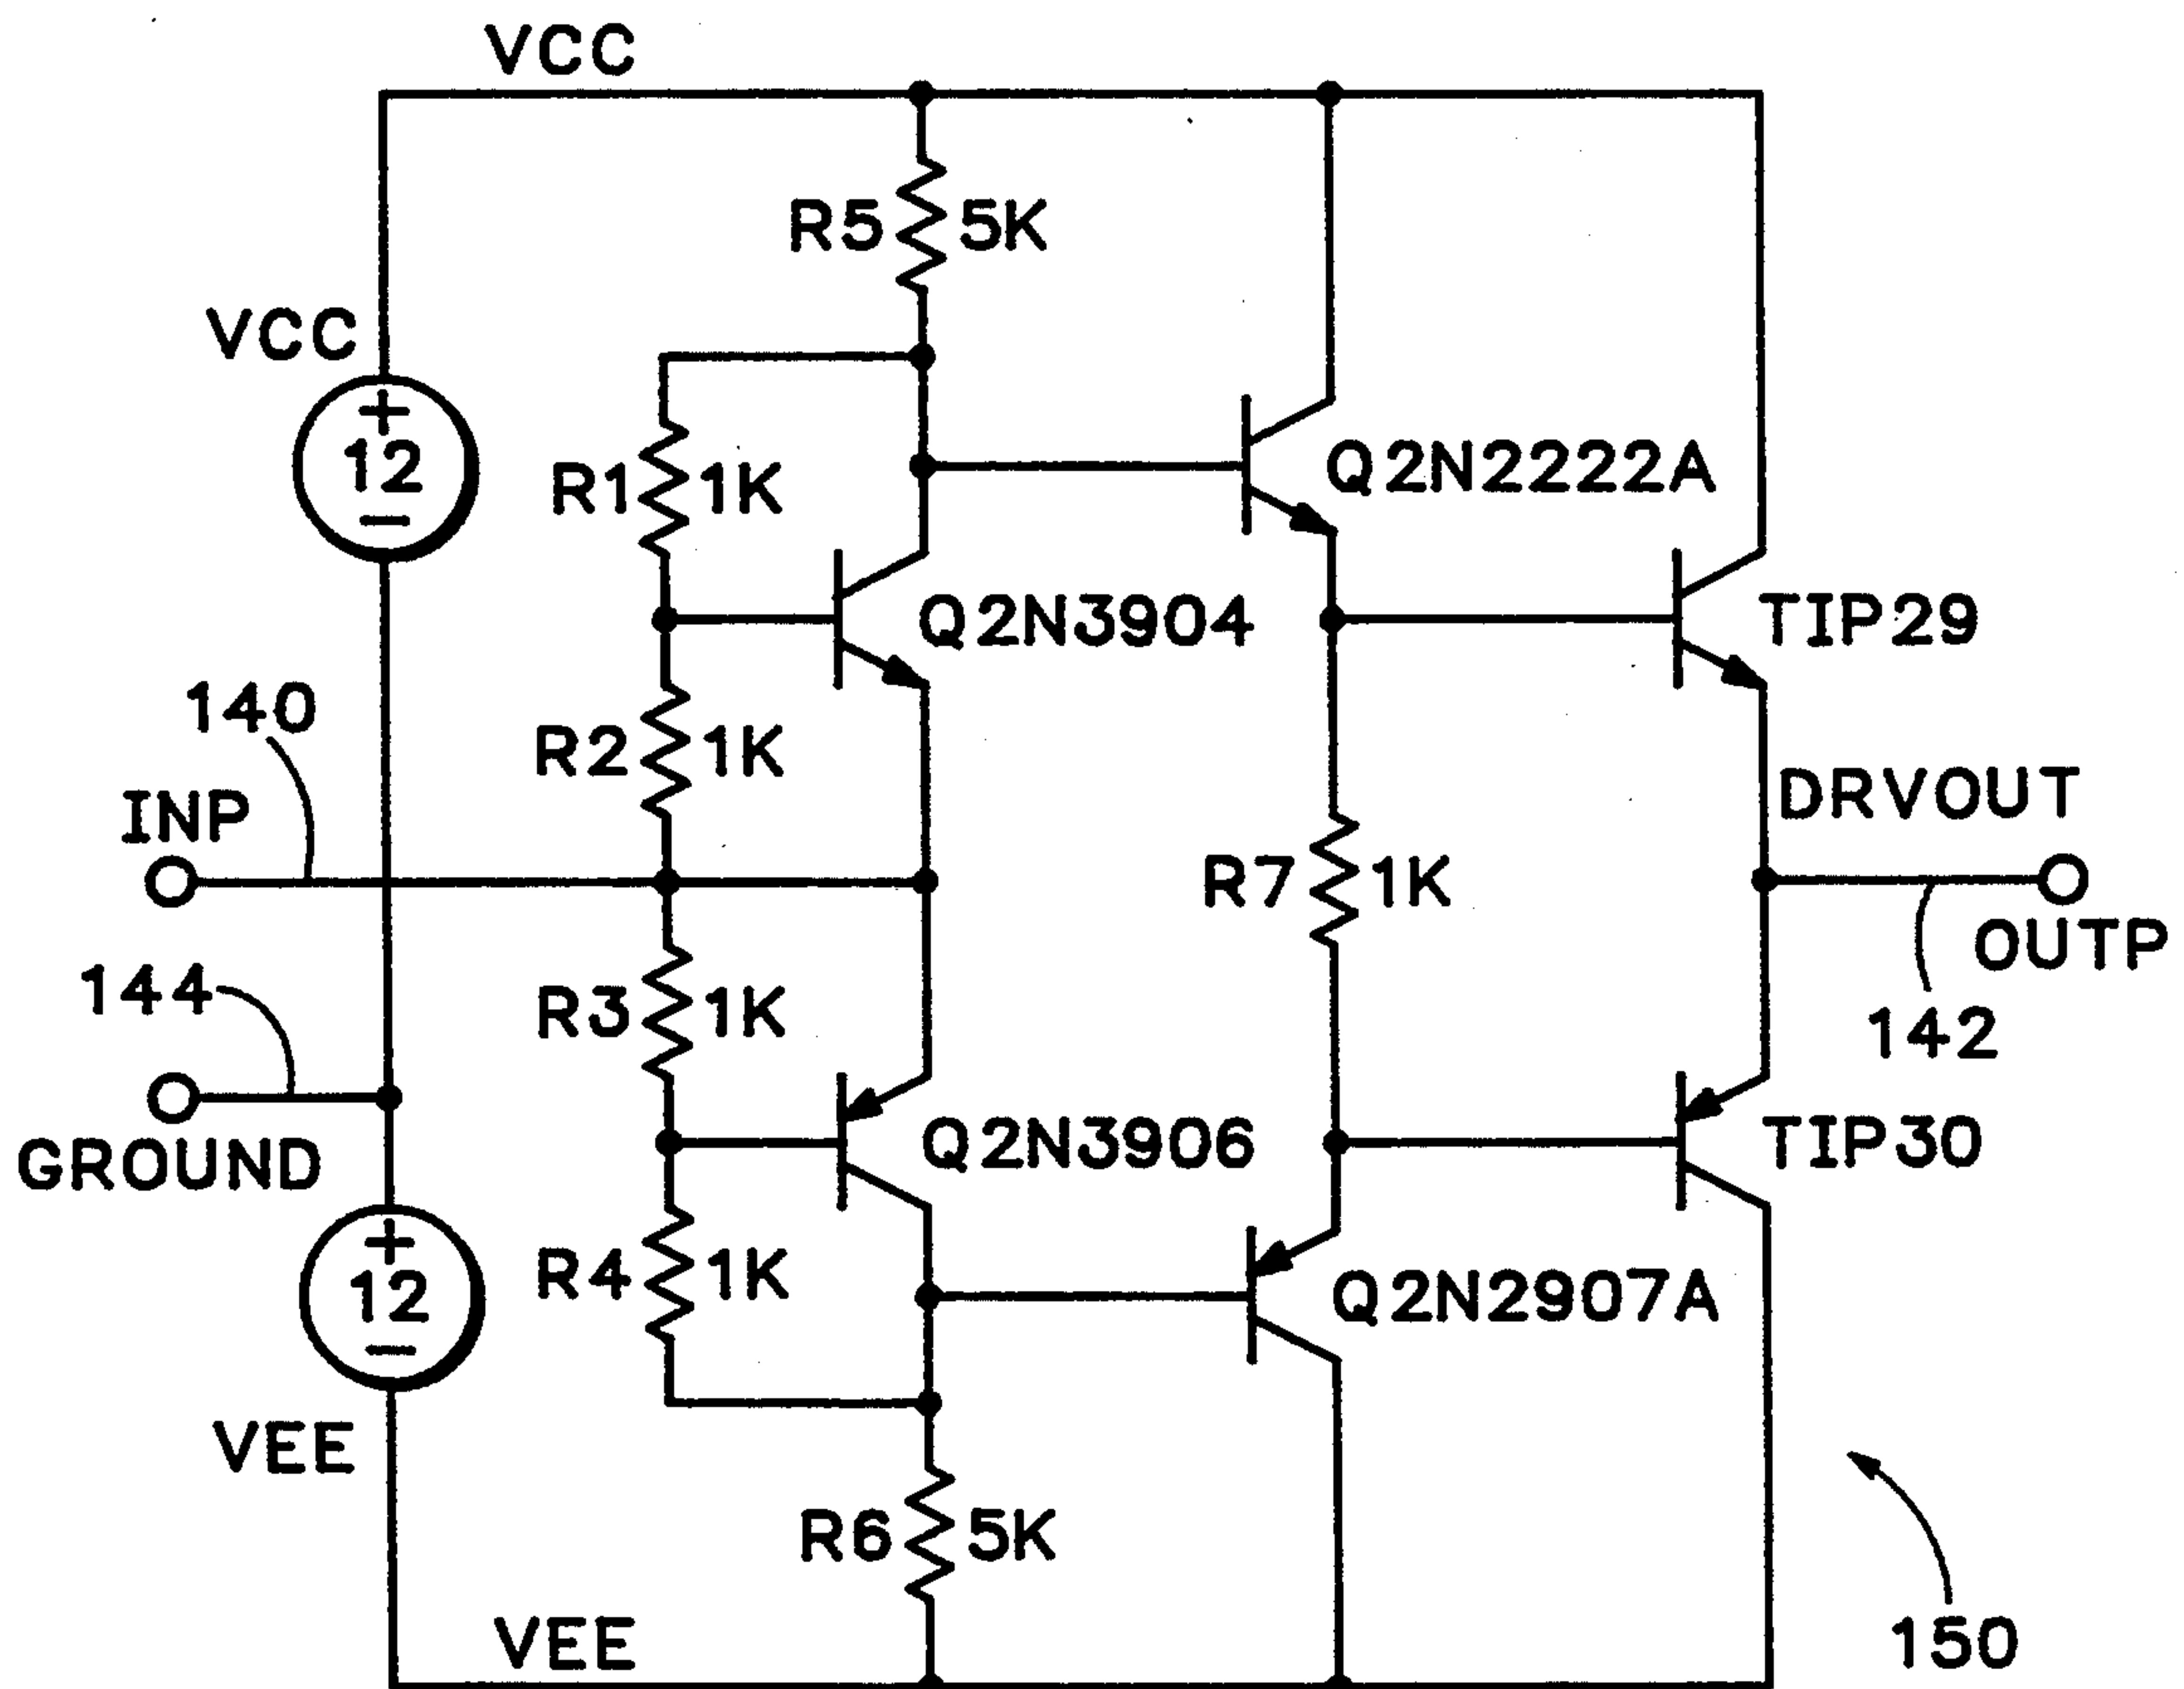 VCC
R5 5K
VCC
+
12
−
R1 1K
Q2N2222A
Q2N3904
TIP29
140
R2 1K
INP
DRVOUT
R7 1K
OUTP
144
R3 1K
142
GROUND
Q2N3906
TIP30
+
12
−
R4 1K
Q2N2907A
VEE
R6 5K
VEE
150